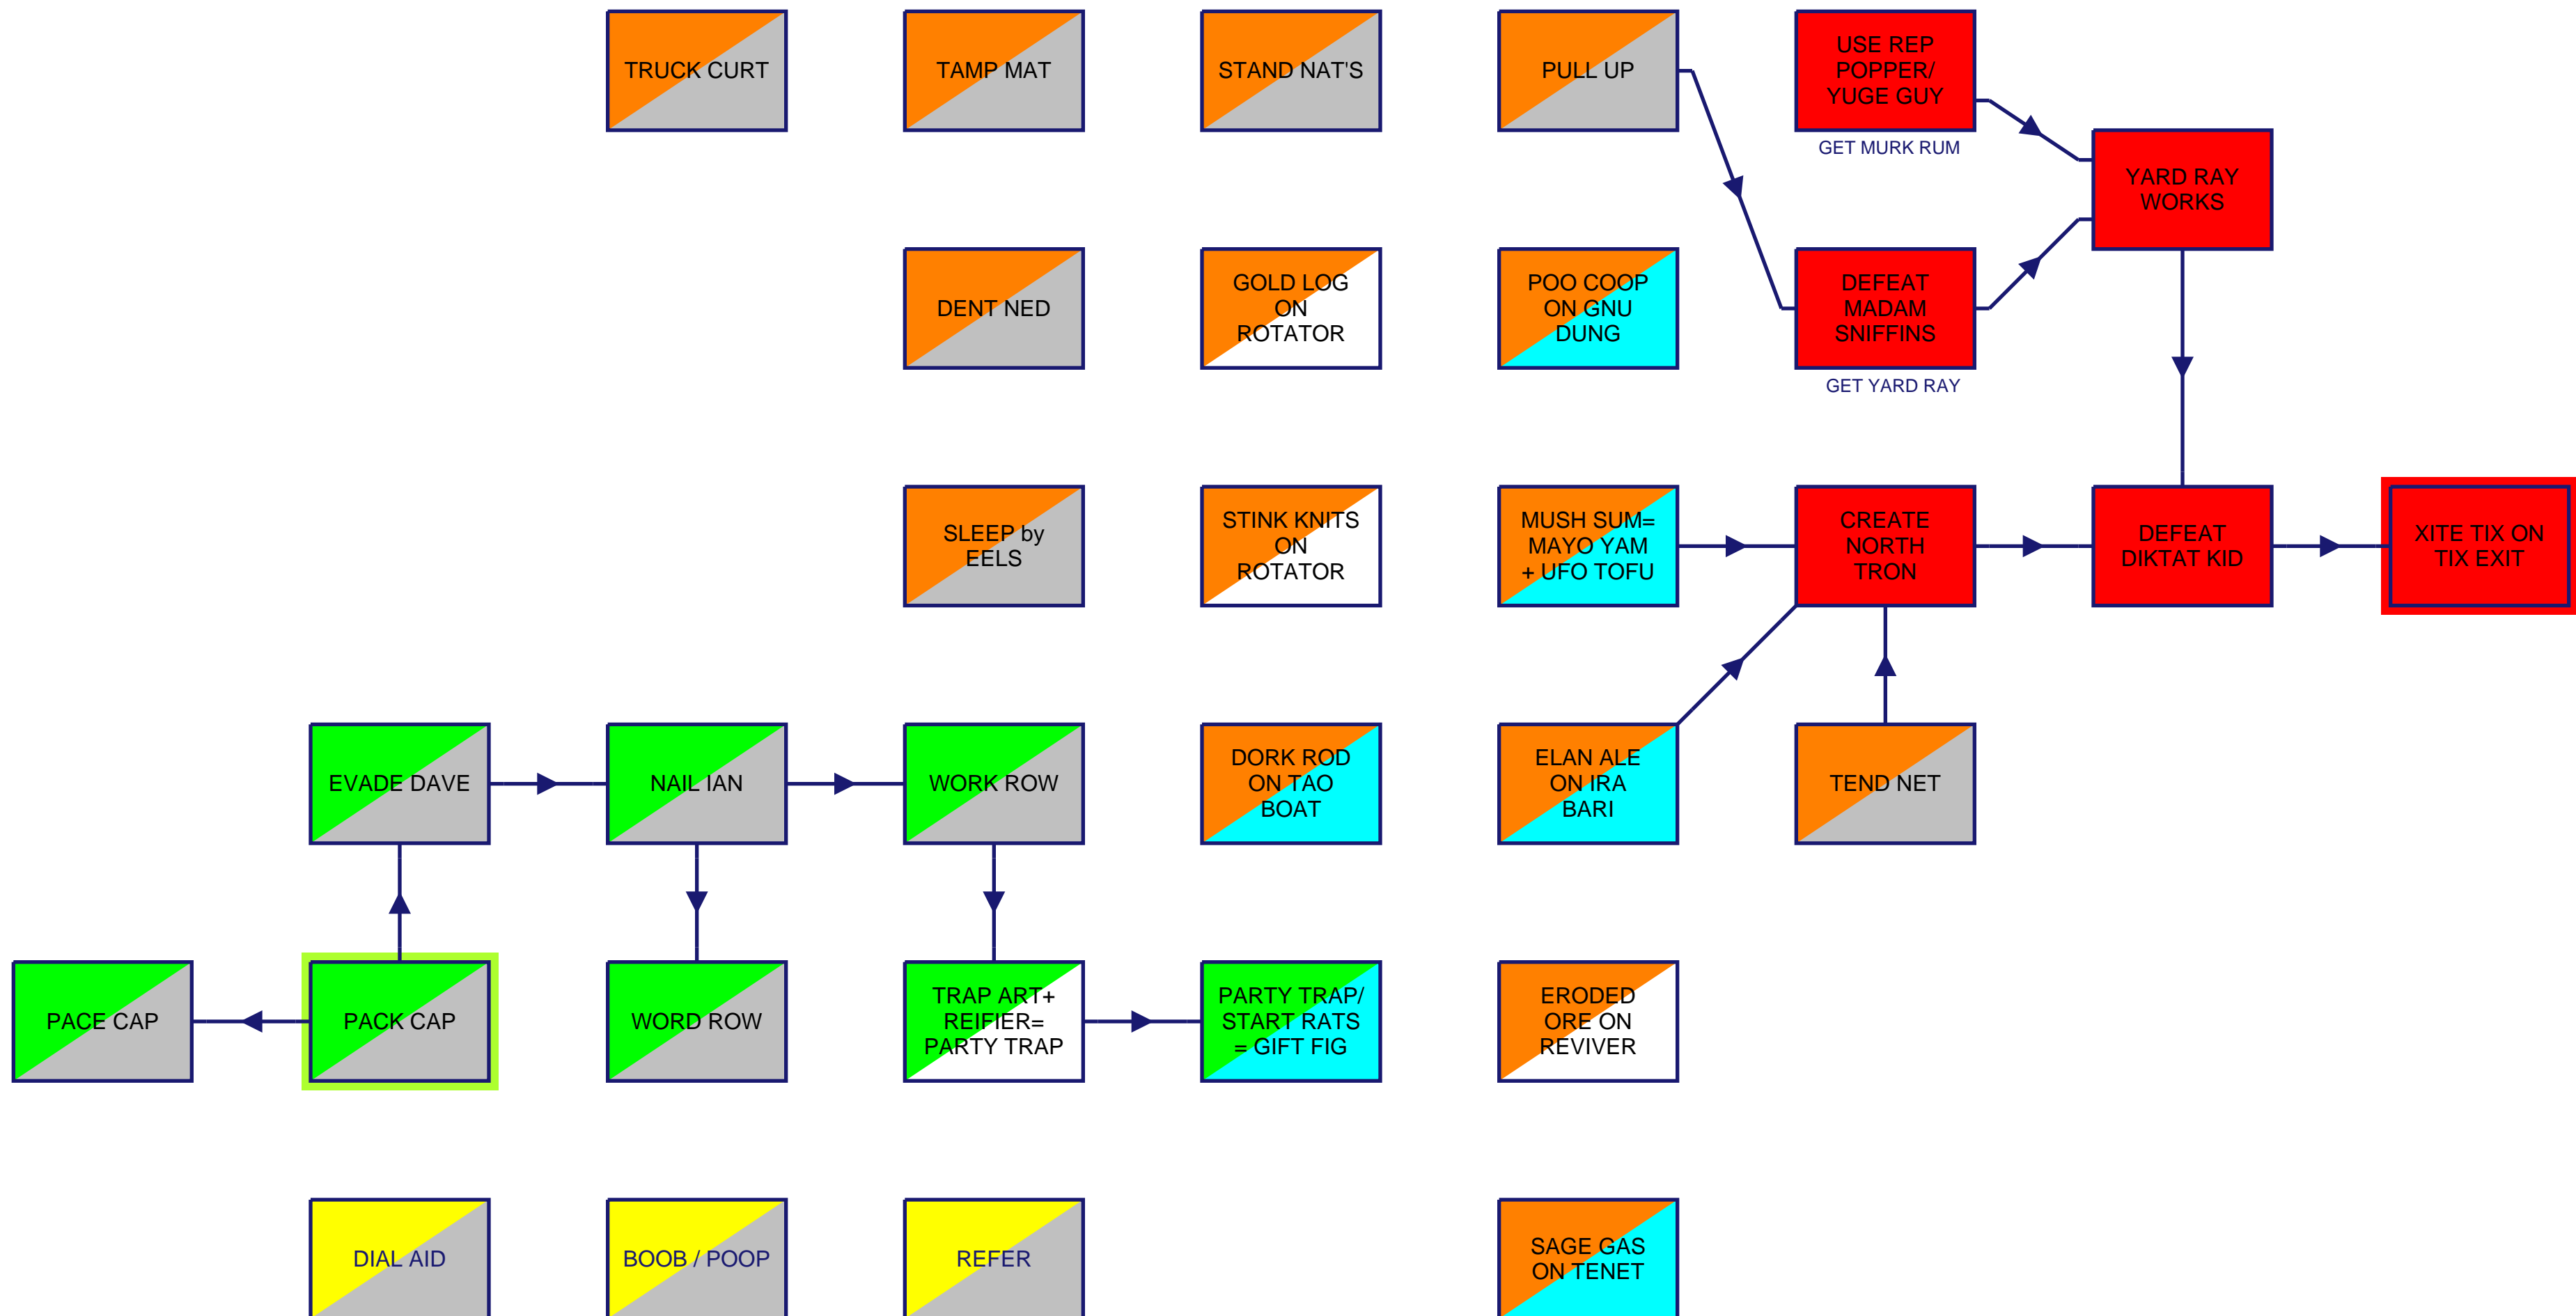 TRUCK CURT
TAMP MAT
STAND NAT'S
PULL UP
USE REP
POPPER/
YUGE GUY
GET MURK RUM
YARD RAY
WORKS
DENT NED
GOLD LOG
ON
ROTATOR
POO COOP
ON GNU
DUNG
DEFEAT
MADAM
SNIFFINS
GET YARD RAY
SLEEP by
EELS
STINK KNITS
ON
ROTATOR
MUSH SUM=
MAYO YAM
+ UFO TOFU
CREATE
NORTH
TRON
DEFEAT
DIKTAT KID
XITE TIX ON
TIX EXIT
EVADE DAVE
NAIL IAN
WORK ROW
DORK ROD
ON TAO
BOAT
ELAN ALE
ON IRA
BARI
TEND NET
PACE CAP
PACK CAP
WORD ROW
TRAP ART+
REIFIER=
PARTY TRAP
PARTY TRAP/
START RATS
= GIFT FIG
ERODED
ORE ON
REVIVER
DIAL AID
BOOB / POOP
REFER
SAGE GAS
ON TENET